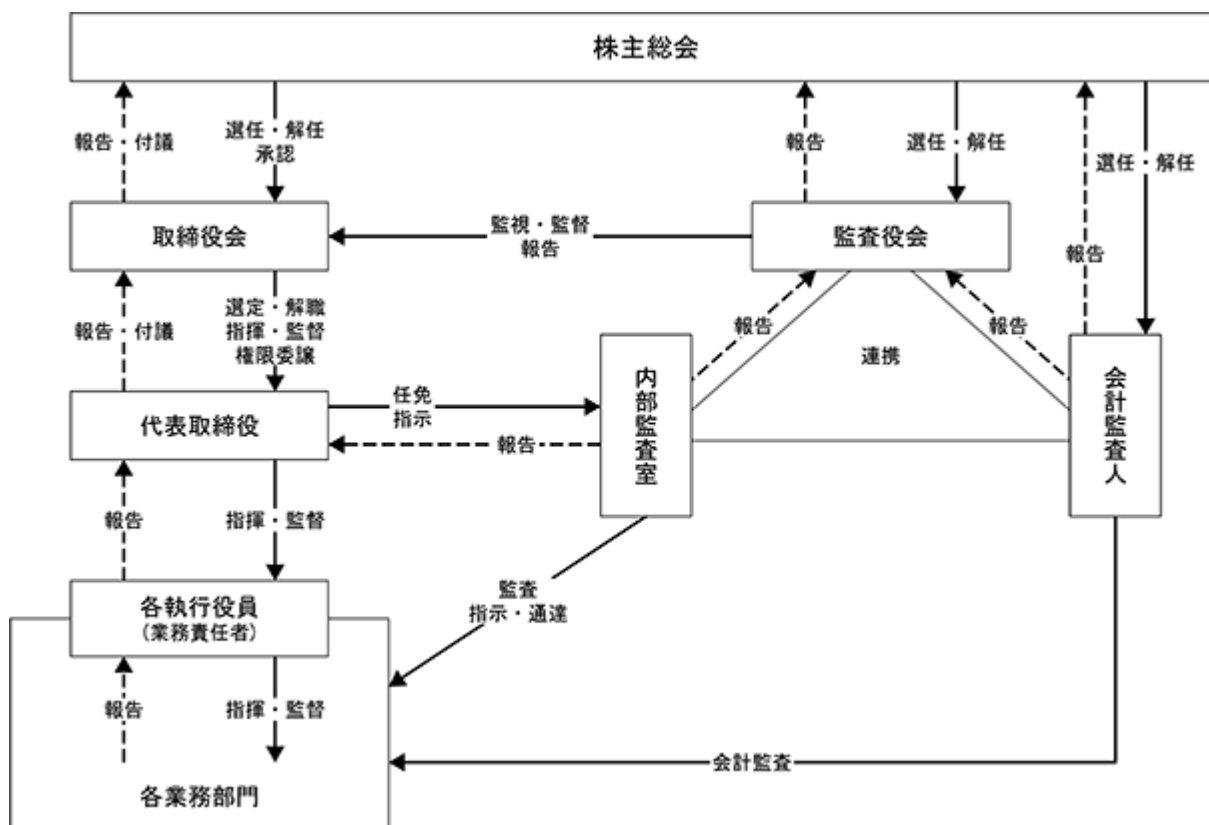 株主総会
報告・付議
選任・解任
承認
報告
選任・解任
選任・解任
取締役会
監視・監督
報告
監査役会
報告
報告・付議
選定・解職
指揮・監督
権限委譲
報告
報告
連携
代表取締役
任免
指示
報告
内部監査室
会計監査人
報告
指揮・監督
監査
指示・通達
各執行役員
(業務責任者)
報告
指揮・監督
会計監査
各業務部門